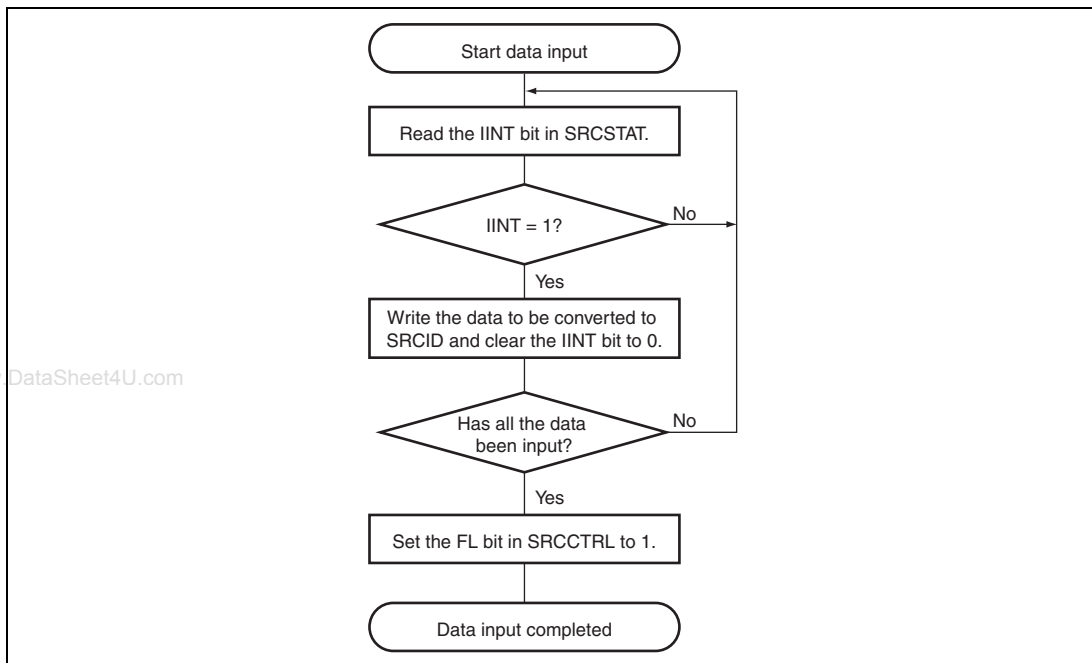 Start data input
Read the IINT bit in SRCSTAT.
IINT = 1?
No
Yes
Write the data to be converted to
SRCID and clear the IINT bit to 0.
.DataSheet4U.com
Has all the data
been input?
No
Yes
Set the FL bit in SRCCTRL to 1.
Data input completed